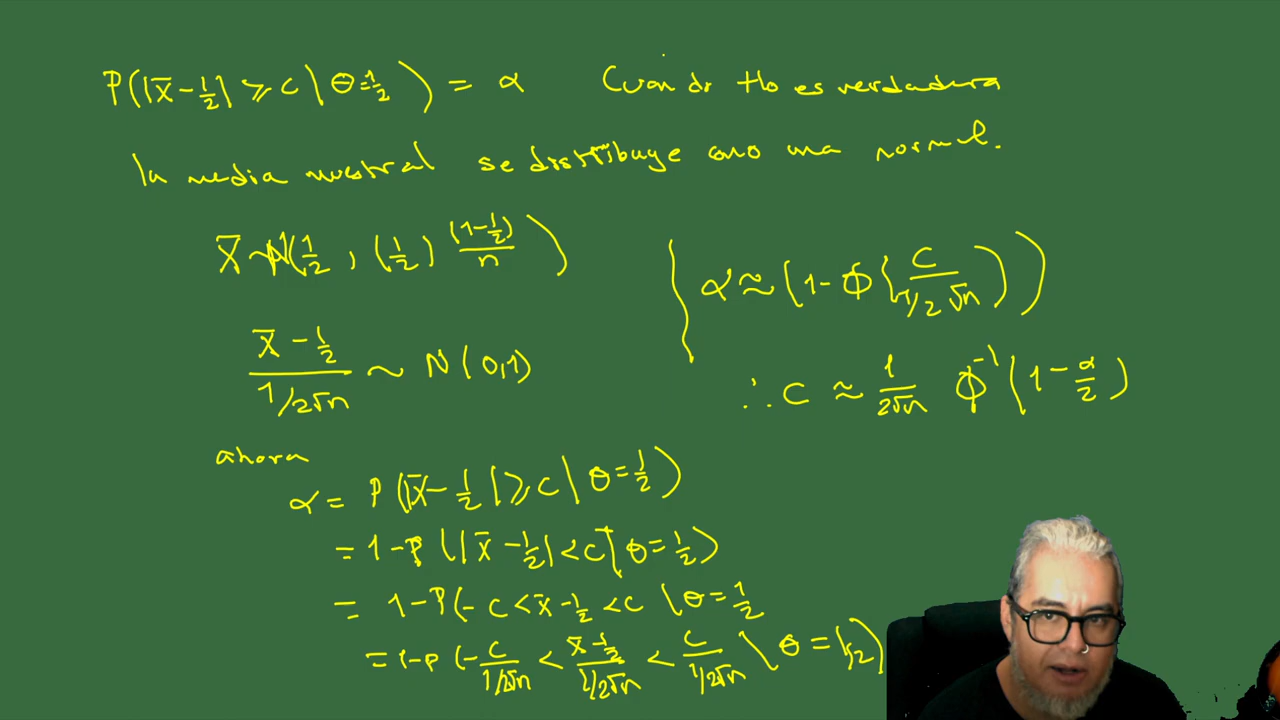 P(|x̄ - 1/2| ≥ c | θ = 1/2) = α Cuando Ho es verdadera
la media muestral se distribuye como una normal.
X̄ ~ N(1/2, (1/2) (1 - 1/2)/n)
(x̄ - 1/2)/(1/2√n) ~ N(0,1)
ahora
α = P(|x̄ - 1/2| ≥ c | θ = 1/2)
= 1 - P(|x̄ - 1/2| < c | θ = 1/2)
= 1 - P(- c < x̄ - 1/2 < c | θ = 1/2
= 1 - P(- c/(1/2√n) < (x̄ - 1/2)/(1/2√n) < c/(1/2√n) | θ = 1/2)
α ≈ (1 - Φ(c/(1/2√n)))
∴ c ≈ 1/(2√n) Φ⁻¹(1 - α/2)